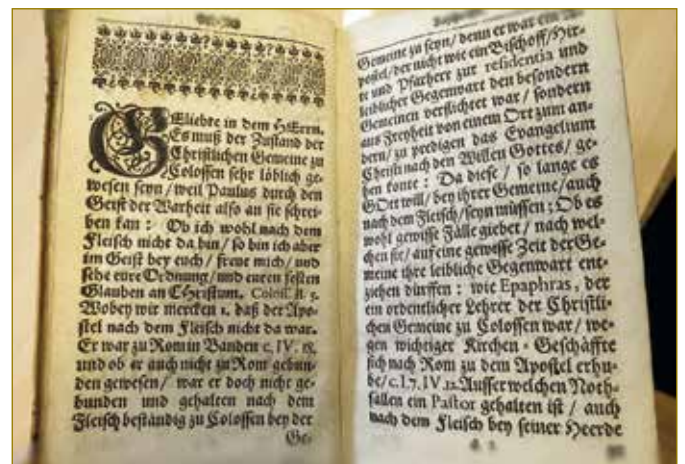 GEliebte in dem HErrn.
Es muß der Zustand der
Christlichen Gemeine zu
Colossen sehr löblich ge-
wesen seyn / weil Paulus durch den
Geist der Warheit also an sie schrei-
ben kan: Ob ich wohl nach dem
Fleisch nicht da bin / so bin ich aber
im Geist bey euch / freue mich / und
sehe eure Ordnung / und euren festen
Glauben an CHristum. Coloss. II. 5.
Wobey wir mercken 1. daß der Apo-
stel nach dem Fleisch nicht da war.
Er war zu Rom in Banden c. IV. 18.
und ob er auch nicht zu Rom gebun-
den gewesen / war er doch nicht ge-
bunden und gehalten nach dem
Fleisch beständig zu Colossen bey der
Ge-
Gemeine zu seyn / denn er war ein
postel / der nicht wie ein Bischoff / Hir-
te und Pfarherr zur residentia und
leiblicher Gegenwart den besondern
Gemeinen verflichtet war / sondern
aus Freyheit von einem Ort zum an-
dern / zu predigen das Evangelium
Christi nach den Willen Gottes / ge-
hen konte: Da diese / so lange es
GOtt will / bey ihrer Gemeine / auch
nach dem Fleisch / seyn müssen; Ob es
wohl gewisse Fälle giebet / nach wel-
chen sie / auf eine gewisse Zeit der Ge-
meine ihre leibliche Gegenwart ent-
ziehen dürffen: wie Epaphras, der
ein ordentlicher Lehrer der Christli-
chen Gemeine zu Colossen war / we-
gen wichtiger Kirchen-Geschäffte
sich nach Rom zu dem Apostel erhu-
be / c. I. 7. IV. 12. Ausser welchen Noth-
fällen ein Pastor gehalten ist / auch
nach dem Fleisch bey seiner Heerde